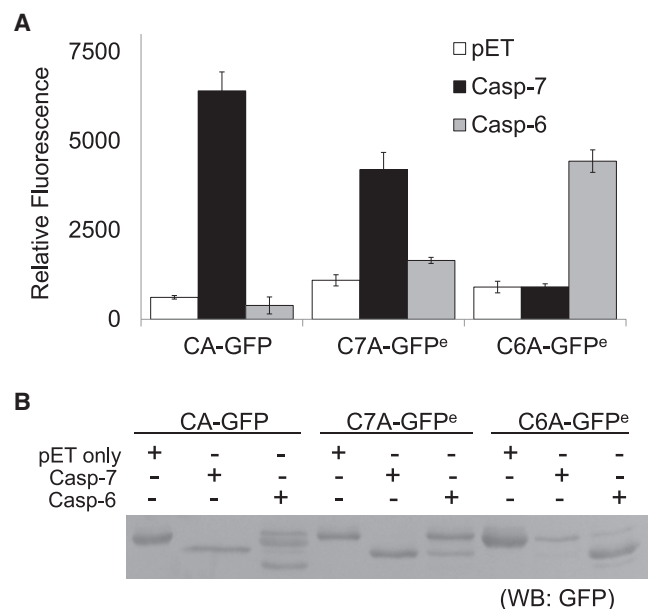 A
7500
5000
2500
0
Relative Fluorescence
pET
Casp-7
Casp-6
CA-GFP C7A-GFPᵉ C6A-GFPᵉ
B
CA-GFP C7A-GFPᵉ C6A-GFPᵉ
pET only + - - + - - + - -
Casp-7 - + - - + - - + -
Casp-6 - - + - - + - - +
(WB: GFP)